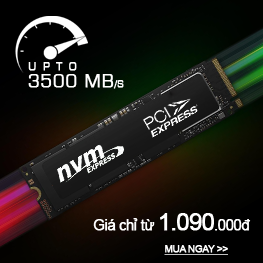 UPTO
3500 MB/s
PCI
EXPRESS
nvm
EXPRESS
Giá chỉ từ 1.090.000đ
MUA NGAY >>